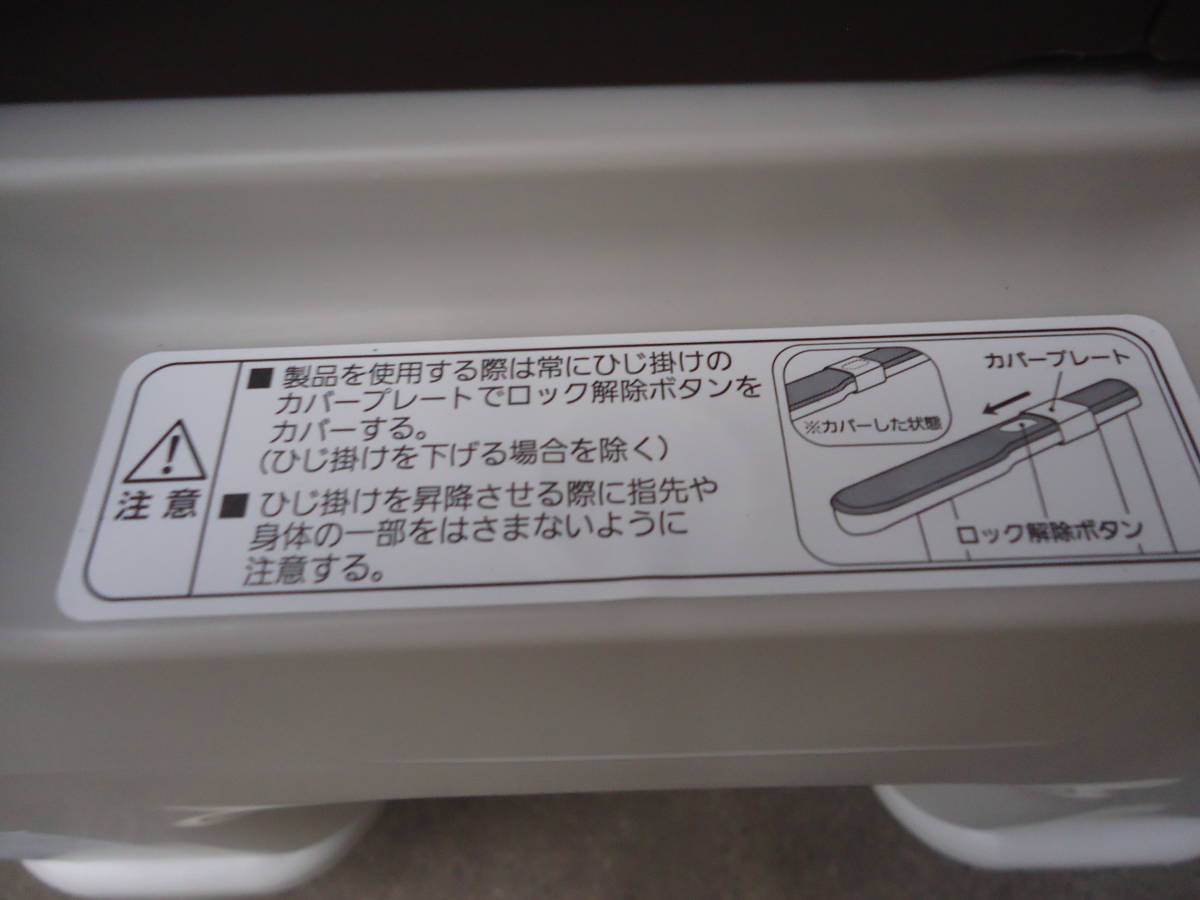 注意
■ 製品を使用する際は常にひじ掛けの
カバープレートでロック解除ボタンを
カバーする。
(ひじ掛けを下げる場合を除く)
■ ひじ掛けを昇降させる際に指先や
身体の一部をはさまないように
注意する。
※カバーした状態
カバープレート
ロック解除ボタン